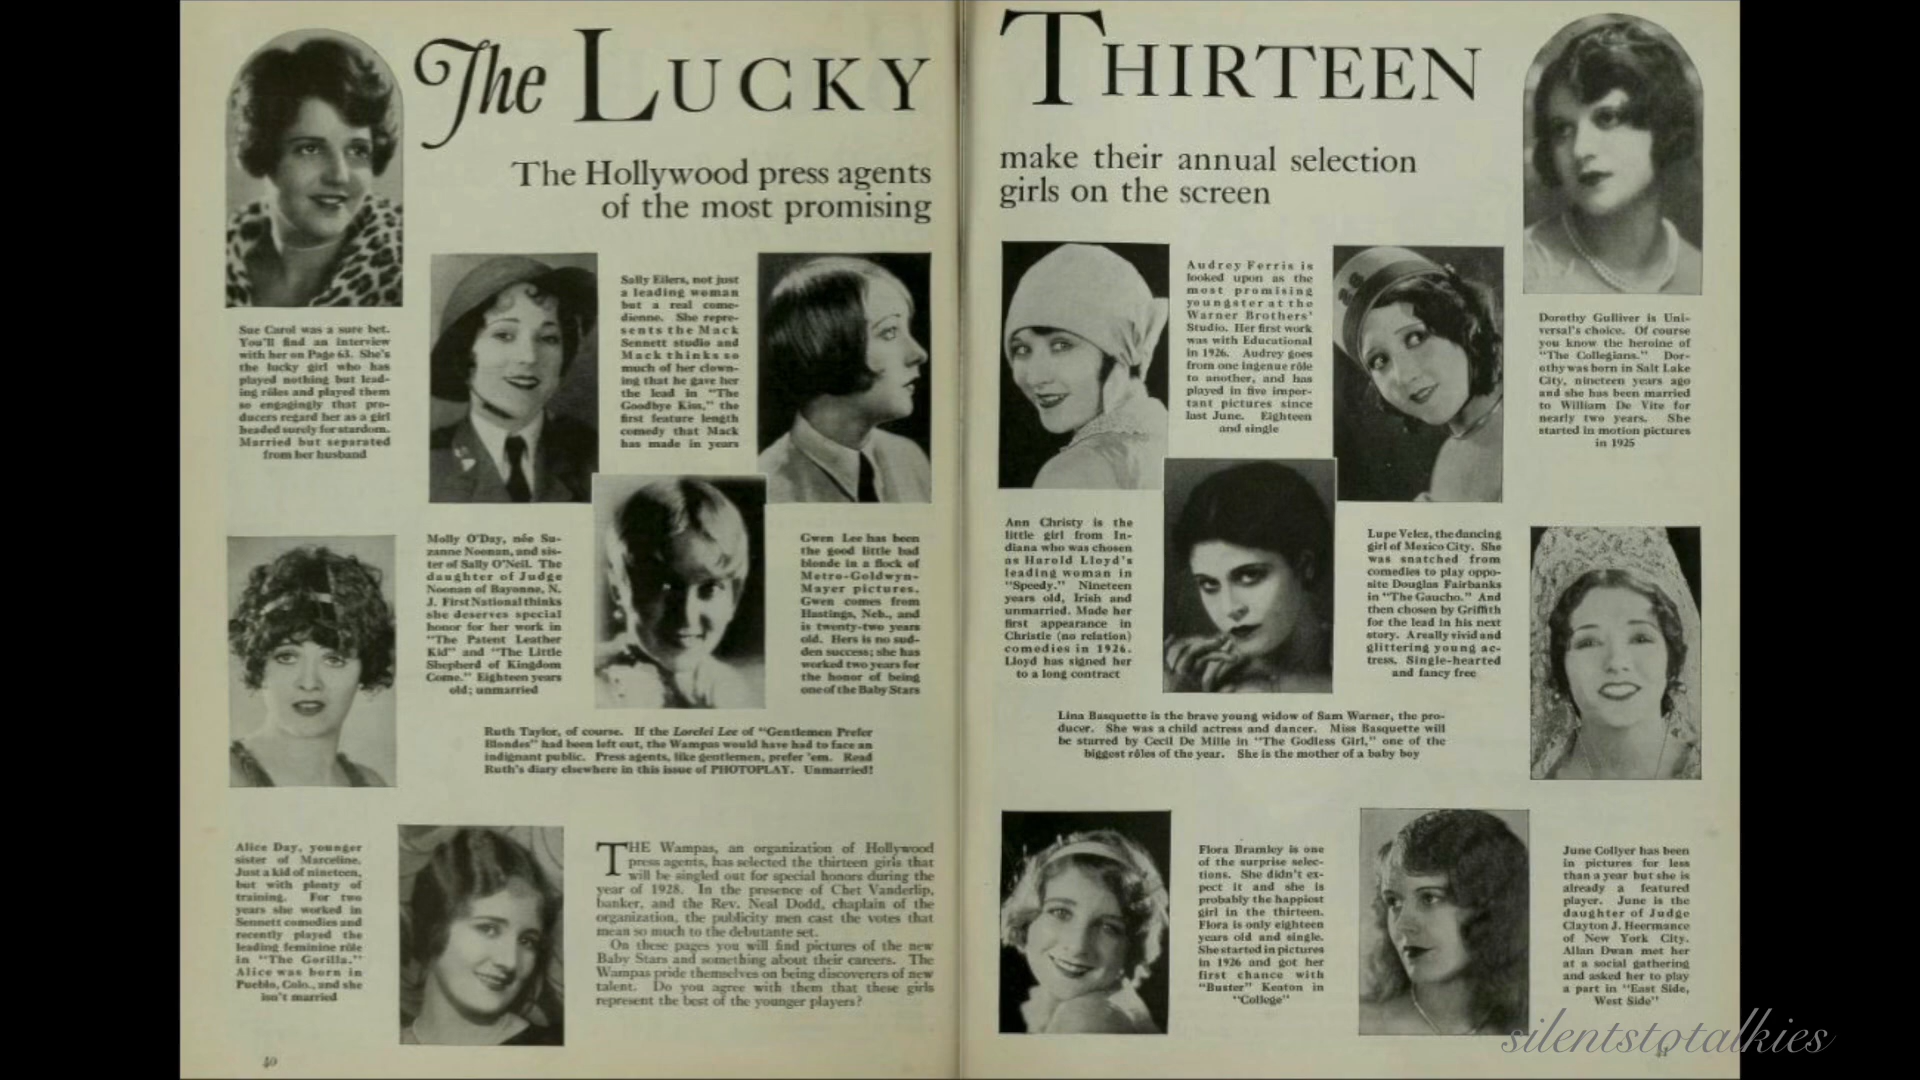 The LUCKY THIRTEEN
The Hollywood press agents
of the most promising
make their annual selection
girls on the screen
Sue Carol was a sure bet.
You'll find an interview
with her on Page 63. She's
the lucky girl who has
played nothing but lead-
ing rôles and played them
so engagingly that pro-
ducers regard her as a girl
headed surely for stardom.
Married but separated
from her husband
Sally Eilers, not just
a leading woman
but a real come-
dienne. She repre-
sents the Mack
Sennett studio and
Mack thinks so
much of her clown-
ing that he gave her
the lead in "The
Goodbye Kiss," the
first feature length
comedy that Mack
has made in years
Molly O'Day, née Su-
zanne Noonan, and sis-
ter of Sally O'Neil. The
daughter of Judge
Noonan of Bayonne, N.
J. First National thinks
she deserves special
honor for her work in
"The Patent Leather
Kid" and "The Little
Shepherd of Kingdom
Come." Eighteen years
old; unmarried
Gwen Lee has been
the good little bad
blonde in a flock of
Metro-Goldwyn-
Mayer pictures.
Gwen comes from
Hastings, Neb., and
is twenty-two years
old. Hers is no sud-
den success; she has
worked two years for
the honor of being
one of the Baby Stars
Ruth Taylor, of course. If the Lorelei Lee of "Gentlemen Prefer
Blondes" had been left out, the Wampas would have had to face an
indignant public. Press agents, like gentlemen, prefer 'em. Read
Ruth's diary elsewhere in this issue of PHOTOPLAY. Unmarried!
Alice Day, younger
sister of Marceline.
Just a kid of nineteen,
but with plenty of
training. For two
years she worked in
Sennett comedies and
recently played the
leading feminine rôle
in "The Gorilla."
Alice was born in
Pueblo, Colo., and she
isn't married
THE Wampas, an organization of Hollywood
press agents, has selected the thirteen girls that
will be singled out for special honors during the
year of 1928. In the presence of Chet Vanderlip,
banker, and the Rev. Neal Dodd, chaplain of the
organization, the publicity men cast the votes that
mean so much to the debutante set.
On these pages you will find pictures of the new
Baby Stars and something about their careers. The
Wampas pride themselves on being discoverers of new
talent. Do you agree with them that these girls
represent the best of the younger players?
40
Audrey Ferris is
looked upon as the
most promising
youngster at the
Warner Brothers'
Studio. Her first work
was with Educational
in 1926. Audrey goes
from one ingenue rôle
to another, and has
played in five impor-
tant pictures since
last June. Eighteen
and single
Dorothy Gulliver is Uni-
versal's choice. Of course
you know the heroine of
"The Collegians." Dor-
othy was born in Salt Lake
City, nineteen years ago
and she has been married
to William De Vite for
nearly two years. She
started in motion pictures
in 1925
Ann Christy is the
little girl from In-
diana who was chosen
as Harold Lloyd's
leading woman in
"Speedy." Nineteen
years old, Irish and
unmarried. Made her
first appearance in
Christie (no relation)
comedies in 1926.
Lloyd has signed her
to a long contract
Lupe Velez, the dancing
girl of Mexico City. She
was snatched from
comedies to play oppo-
site Douglas Fairbanks
in "The Gaucho." And
then chosen by Griffith
for the lead in his next
story. A really vivid and
glittering young ac-
tress. Single-hearted
and fancy free
Lina Basquette is the brave young widow of Sam Warner, the pro-
ducer. She was a child actress and dancer. Miss Basquette will
be starred by Cecil De Mille in "The Godless Girl," one of the
biggest rôles of the year. She is the mother of a baby boy
Flora Bramley is one
of the surprise selec-
tions. She didn't ex-
pect it and she is
probably the happiest
girl in the thirteen.
Flora is only eighteen
years old and single.
She started in pictures
in 1926 and got her
first chance with
"Buster" Keaton in
"College"
June Collyer has been
in pictures for less
than a year but she is
already a featured
player. June is the
daughter of Judge
Clayton J. Heermance
of New York City.
Allan Dwan met her
at a social gathering
and asked her to play
a part in "East Side,
West Side"
silentstotalkies
41